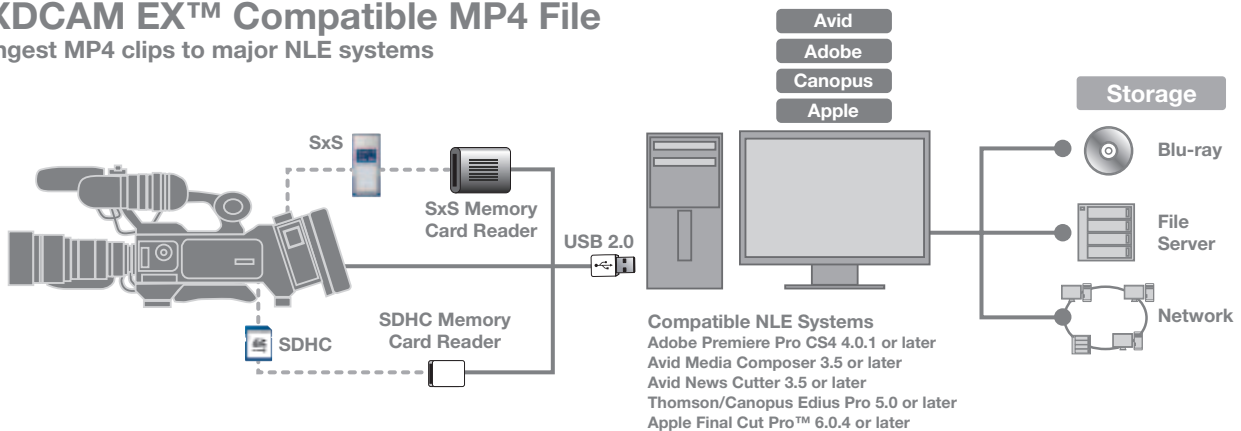 XDCAM EX™ Compatible MP4 File
ngest MP4 clips to major NLE systems
Avid
Adobe
Canopus
Apple
Storage
SxS
SxS Memory
Card Reader
USB 2.0
SDHC
SDHC Memory
Card Reader
Blu-ray
File
Server
Network
Compatible NLE Systems
Adobe Premiere Pro CS4 4.0.1 or later
Avid Media Composer 3.5 or later
Avid News Cutter 3.5 or later
Thomson/Canopus Edius Pro 5.0 or later
Apple Final Cut Pro™ 6.0.4 or later